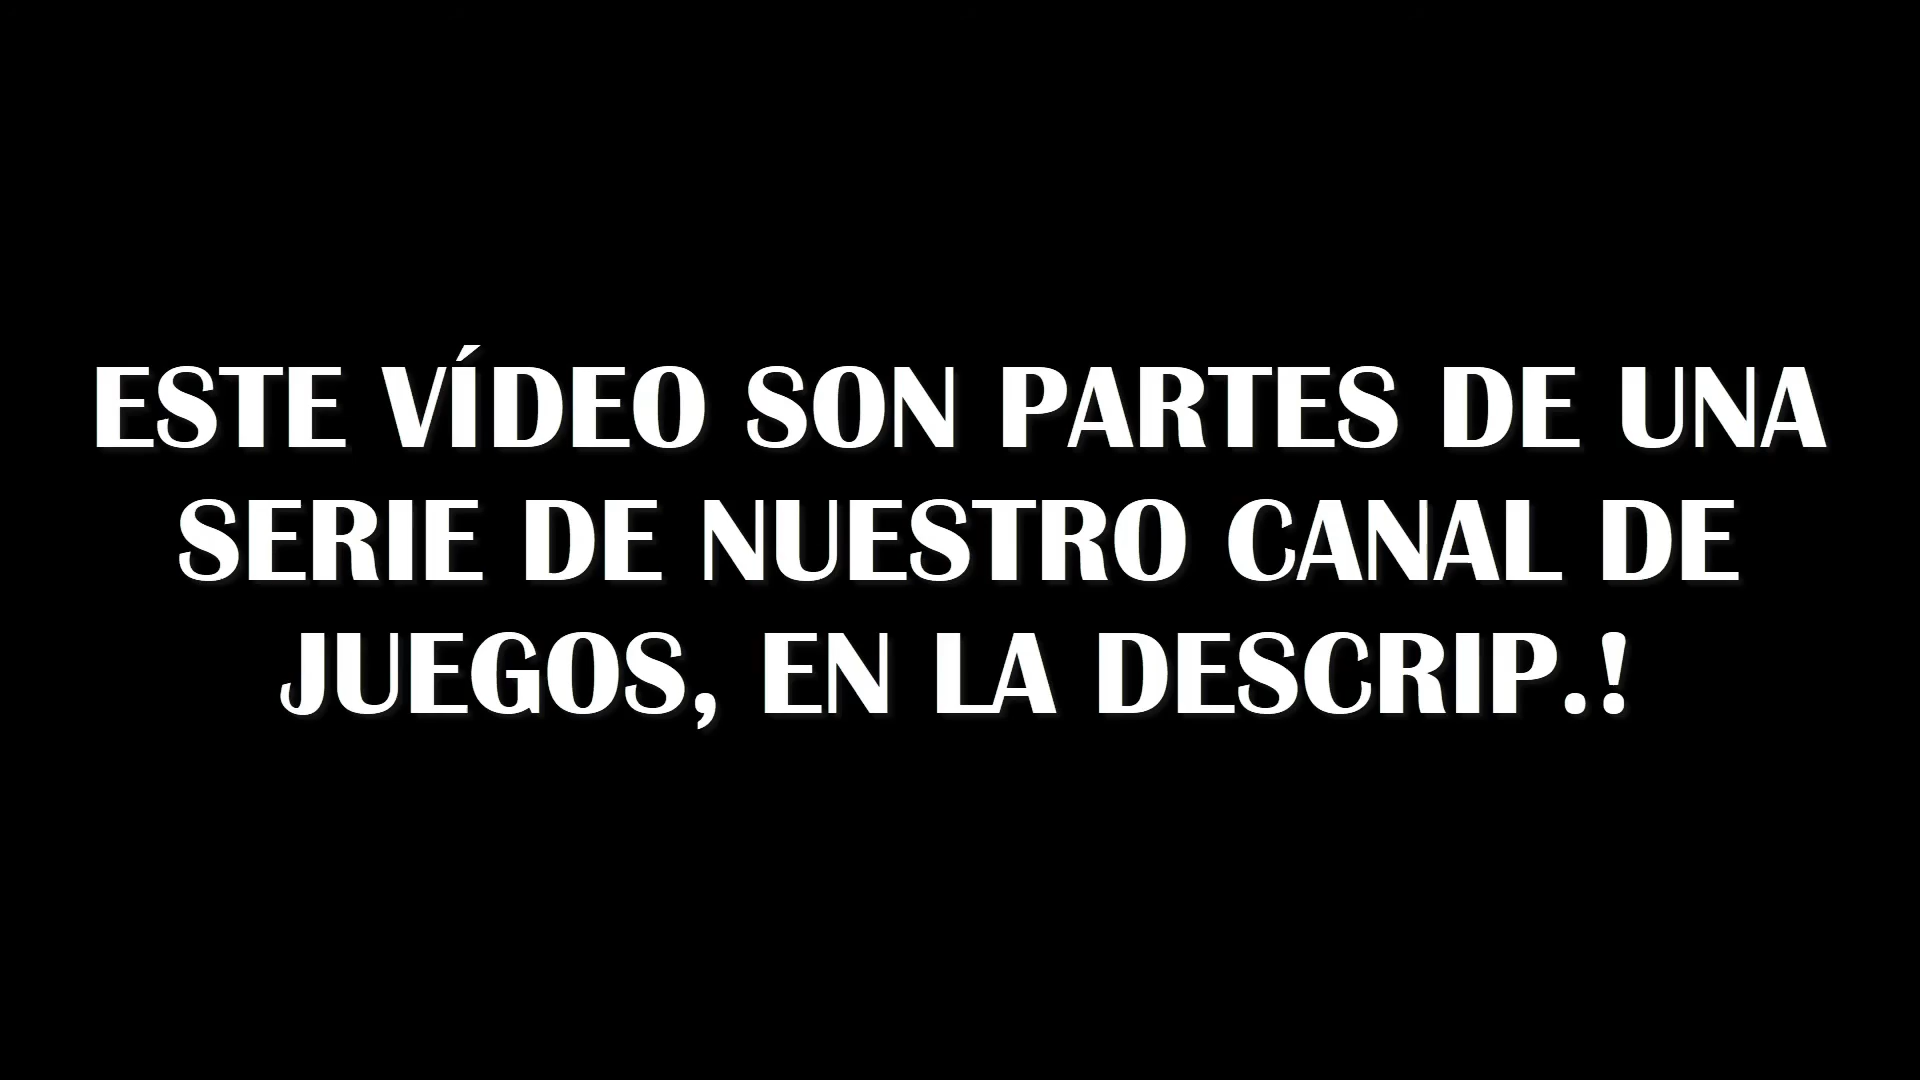 ESTE VÍDEO SON PARTES DE UNA
SERIE DE NUESTRO CANAL DE
JUEGOS, EN LA DESCRIP.!